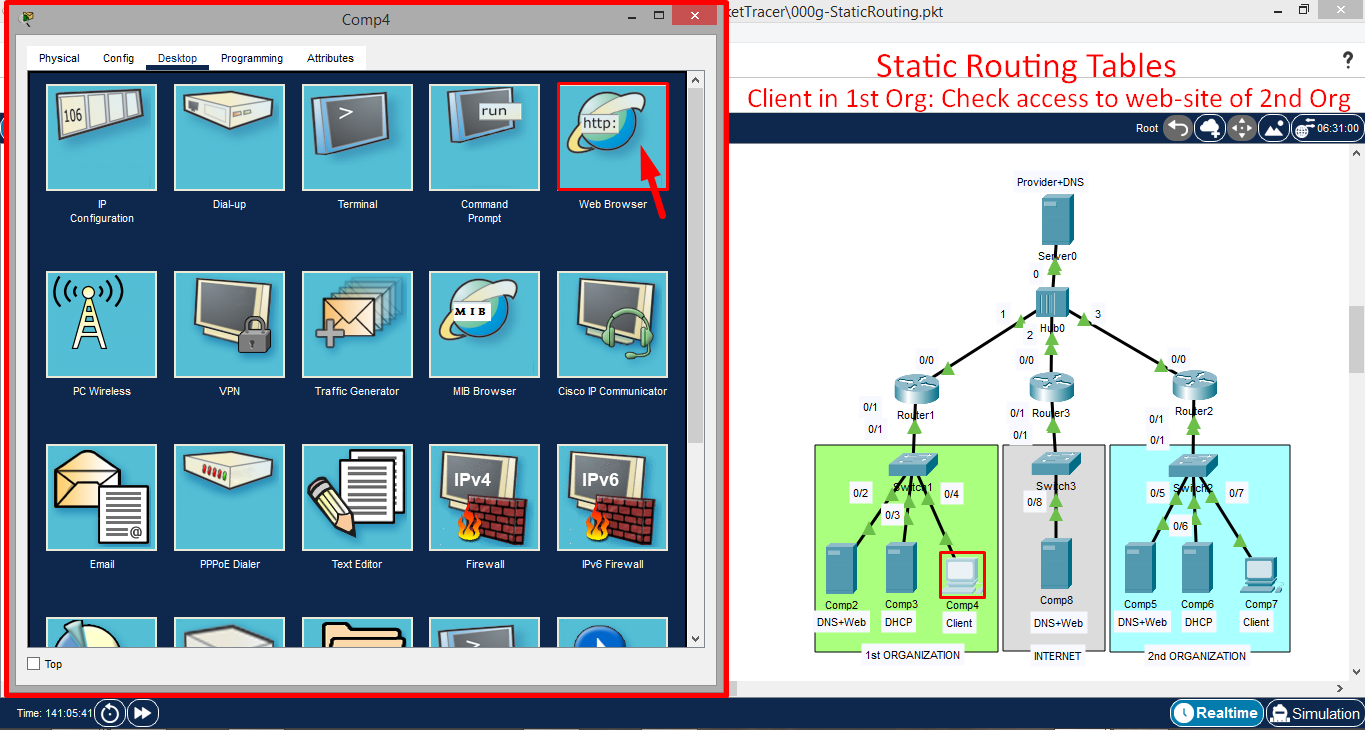 Comp4
ketTracer\000g-StaticRouting.pkt
Physical Config Desktop Programming Attributes
106
>
run
http:
IP
Configuration
Dial-up
Terminal
Command
Prompt
Web Browser
MIB
PC Wireless
VPN
Traffic Generator
MIB Browser
Cisco IP Communicator
@
IPv4
IPv6
Email
PPPoE Dialer
Text Editor
Firewall
IPv6 Firewall
>
Top
Static Routing Tables
?
Client in 1st Org: Check access to web-site of 2nd Org
Root
06:31:00
Provider+DNS
Server0
0
Hub0
1
2
3
0/0
0/0
0/0
Router1
Router3
Router2
0/1
0/1
0/1
0/1
0/1
0/1
Switch1
Switch3
Switch2
0/2
0/3
0/4
0/8
0/5
0/6
0/7
Comp2
DNS+Web
Comp3
DHCP
Comp4
Client
Comp8
DNS+Web
Comp5
DNS+Web
Comp6
DHCP
Comp7
Client
1st ORGANIZATION
INTERNET
2nd ORGANIZATION
Time: 141:05:41
Realtime
Simulation